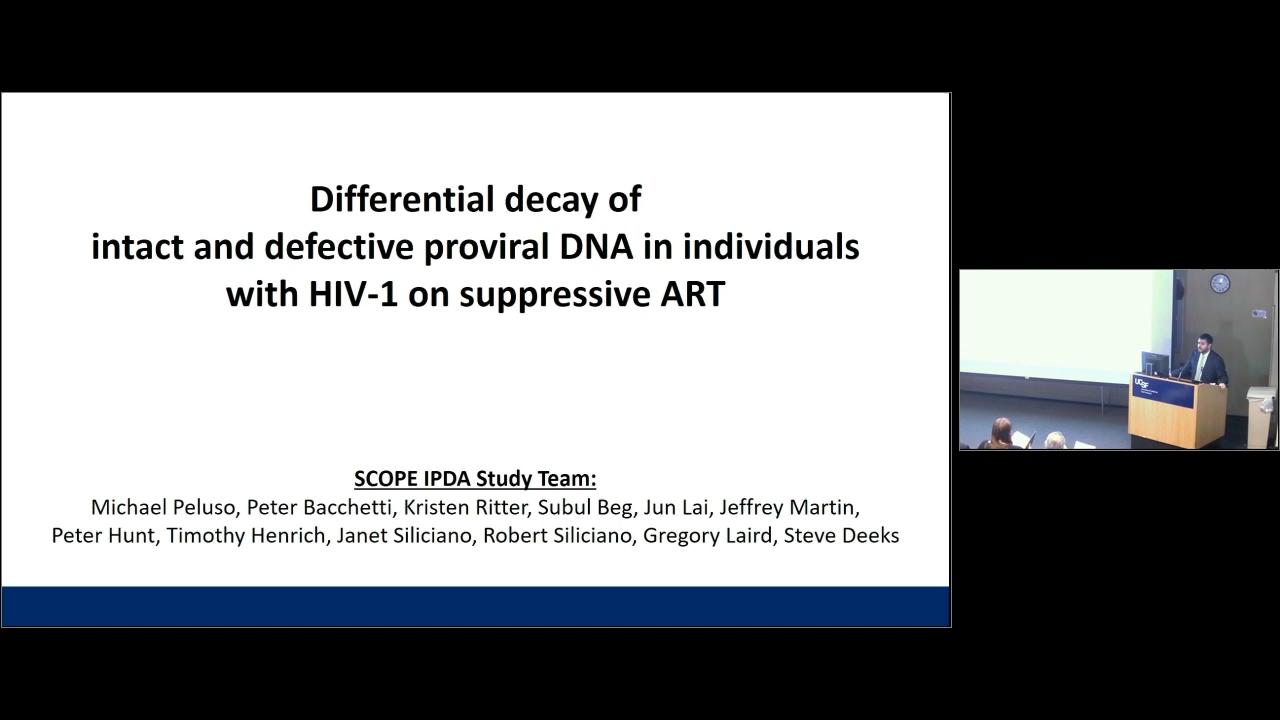 Differential decay of
intact and defective proviral DNA in individuals
with HIV-1 on suppressive ART
SCOPE IPDA Study Team:
Michael Peluso, Peter Bacchetti, Kristen Ritter, Subul Beg, Jun Lai, Jeffrey Martin,
Peter Hunt, Timothy Henrich, Janet Siliciano, Robert Siliciano, Gregory Laird, Steve Deeks
UCSF